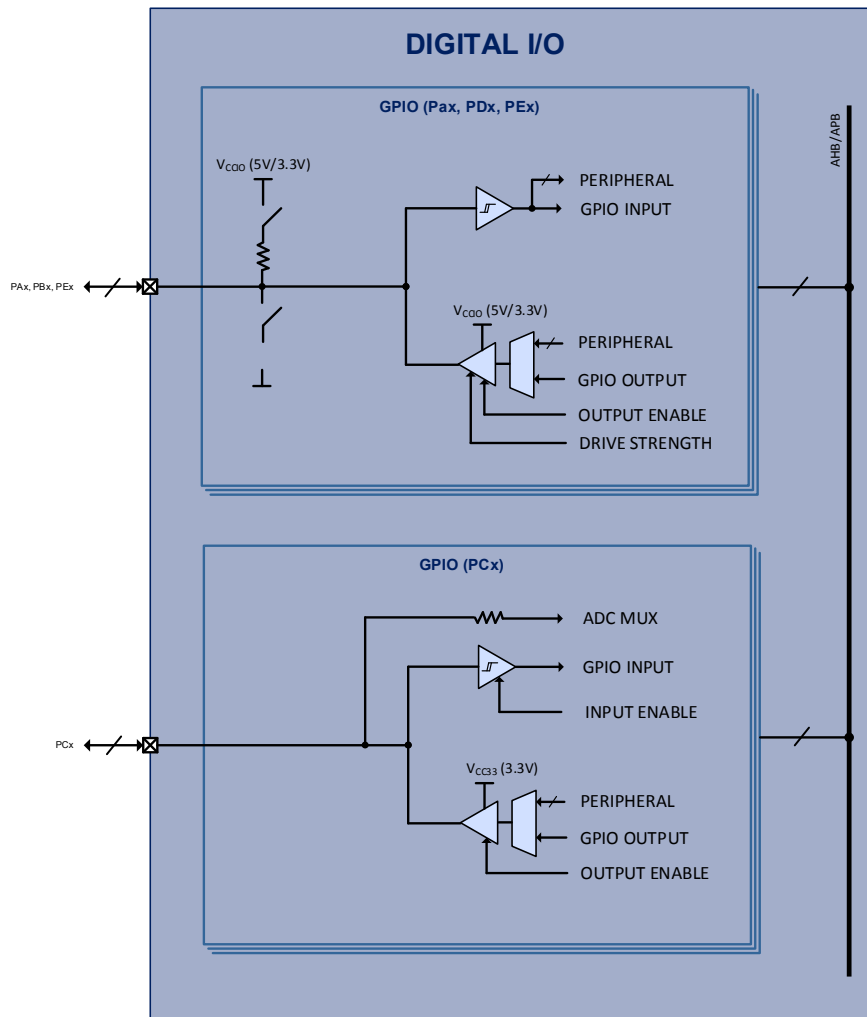 DIGITAL I/O
GPIO (Pax, PDx, PEx)
AHB/APB
VCCIO (5V/3.3V)
PERIPHERAL
GPIO INPUT
PAx, PBx, PEx
VCCIO (5V/3.3V)
PERIPHERAL
GPIO OUTPUT
OUTPUT ENABLE
DRIVE STRENGTH
GPIO (PCx)
ADC MUX
GPIO INPUT
INPUT ENABLE
PCx
VCC33 (3.3V)
PERIPHERAL
GPIO OUTPUT
OUTPUT ENABLE